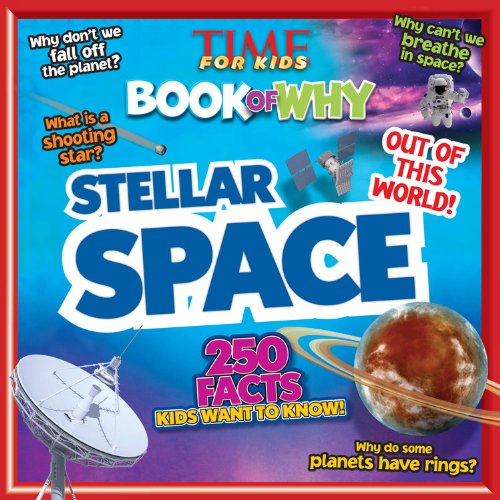 Why don't we
fall off
the planet?
TIME
FOR KIDS
Why can't we
breathe
in space?
BOOK OF WHY
What is a
shooting
star?
OUT OF
THIS
WORLD!
STELLAR
SPACE
250
FACTS
KIDS WANT TO KNOW!
Why do some
planets have rings?